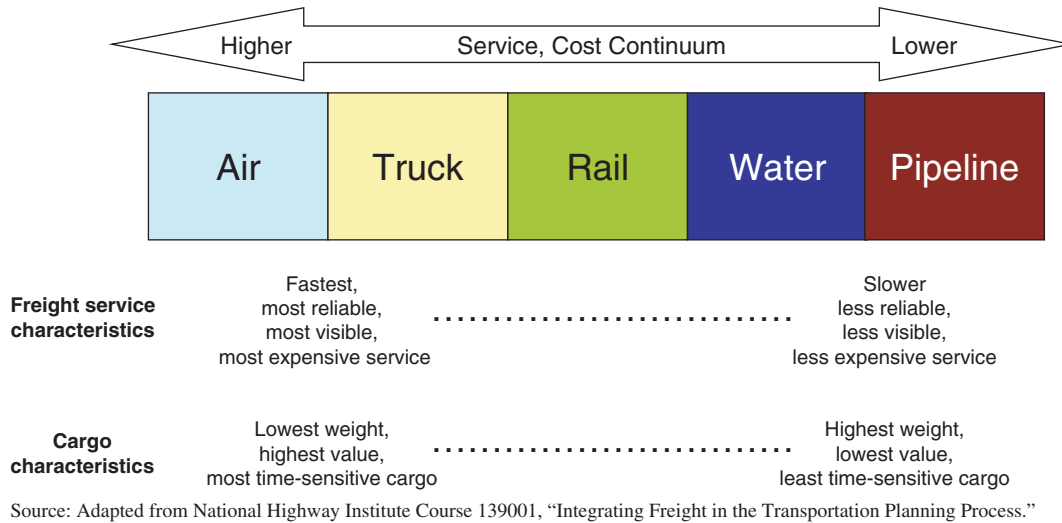 Higher Service, Cost Continuum Lower
Air Truck Rail Water Pipeline
Freight service
characteristics
Fastest,
most reliable,
most visible,
most expensive service
Slower
less reliable,
less visible,
less expensive service
Cargo
characteristics
Lowest weight,
highest value,
most time-sensitive cargo
Highest weight,
lowest value,
least time-sensitive cargo
Source: Adapted from National Highway Institute Course 139001, “Integrating Freight in the Transportation Planning Process.”